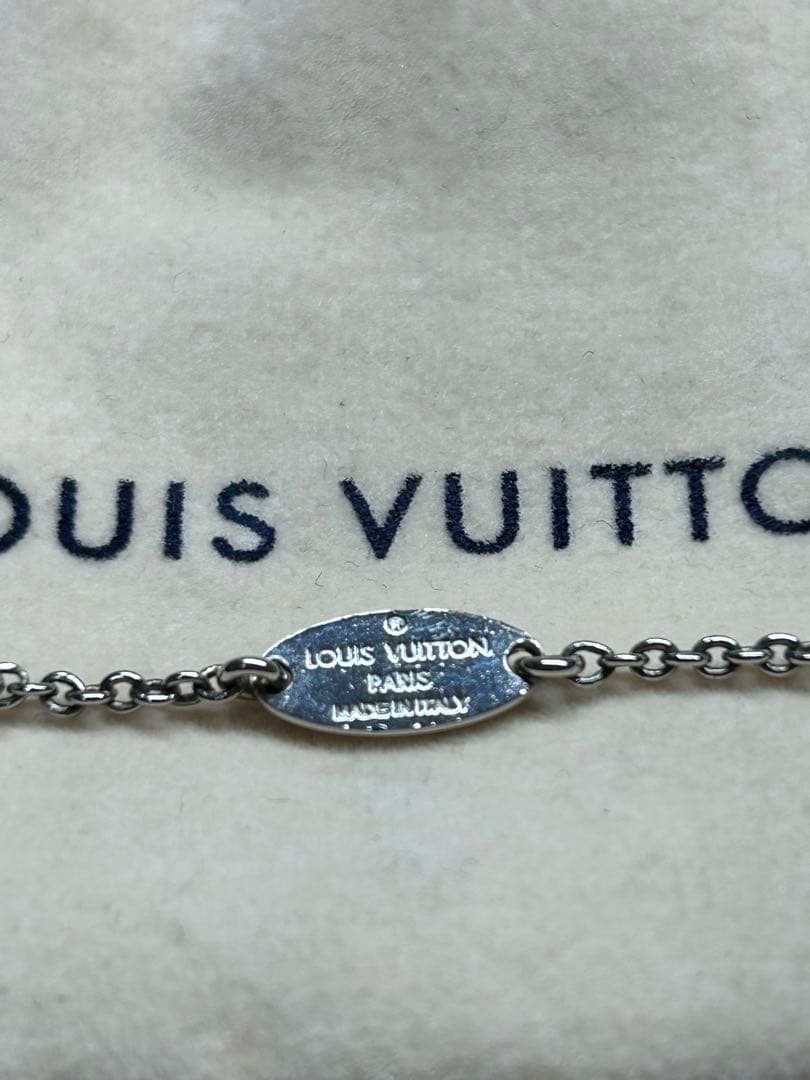 OUIS VUITTO
®
LOUIS VUITTON
PARIS
MADE IN ITALY